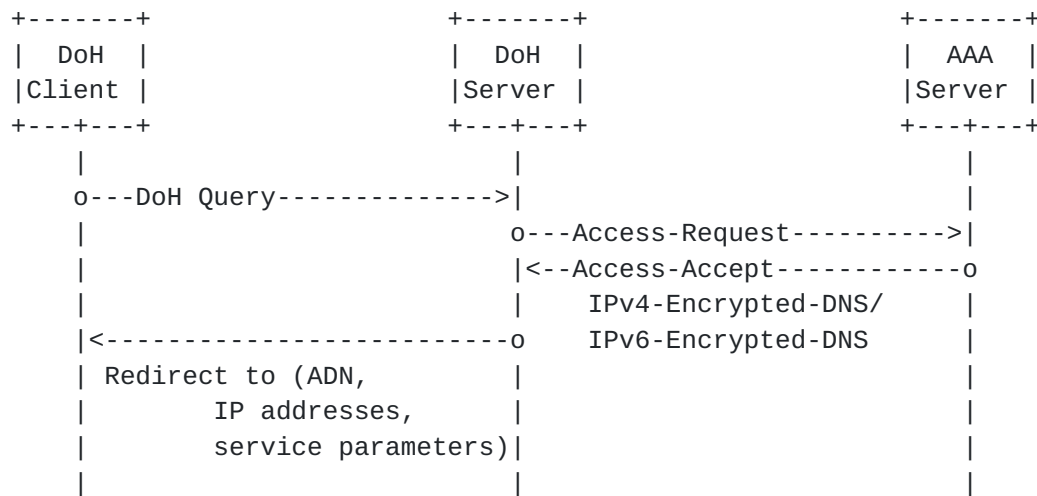 +-------+                   +-------+                    +-------+
|  DoH  |                   |  DoH  |                    |  AAA  |
|Client |                   |Server |                    |Server |
+---+---+                   +---+---+                    +---+---+
    |                           |                            |
    o---DoH Query-------------->|                            |
    |                           o---Access-Request---------->|
    |                           |<--Access-Accept------------o
    |                           |    IPv4-Encrypted-DNS/     |
    |<--------------------------o    IPv6-Encrypted-DNS      |
    | Redirect to (ADN,         |                            |
    |        IP addresses,      |                            |
    |        service parameters)|                            |
    |                           |                            |